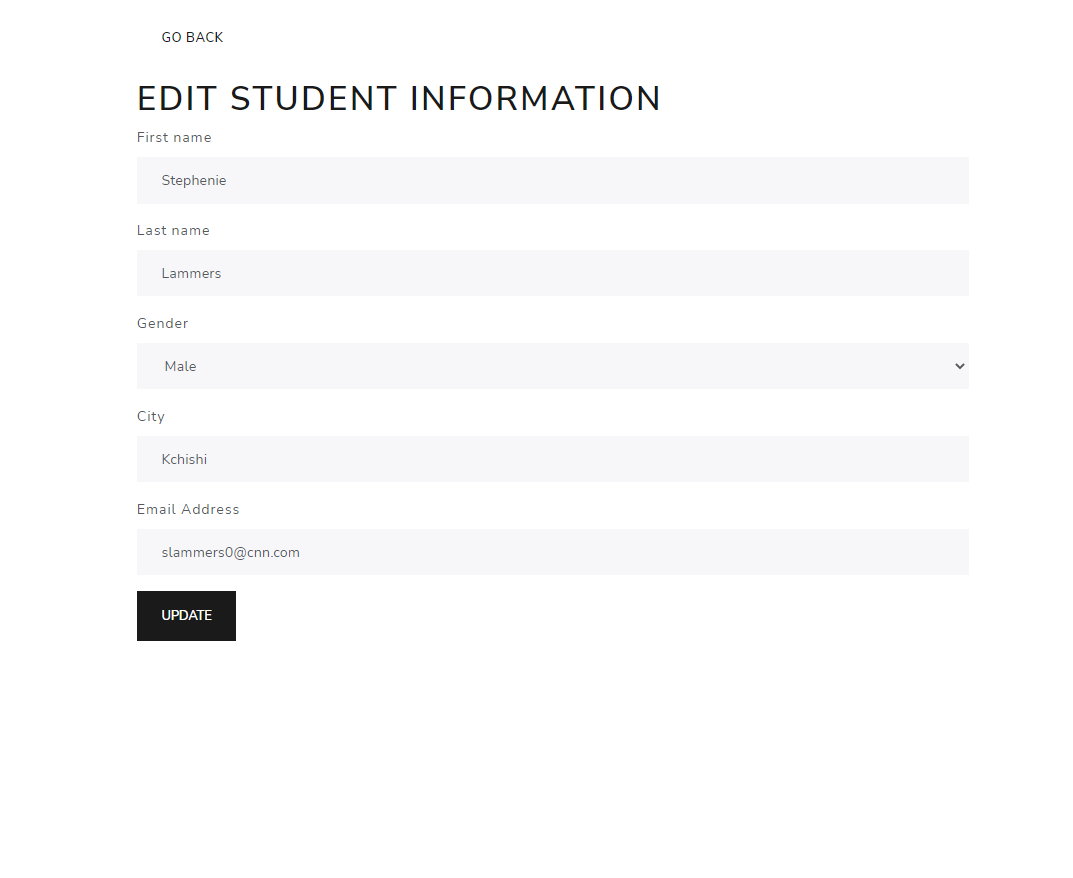 GO BACK
EDIT STUDENT INFORMATION
First name
Stephenie
Last name
Lammers
Gender
Male
City
Kchishi
Email Address
slammers0@cnn.com
UPDATE